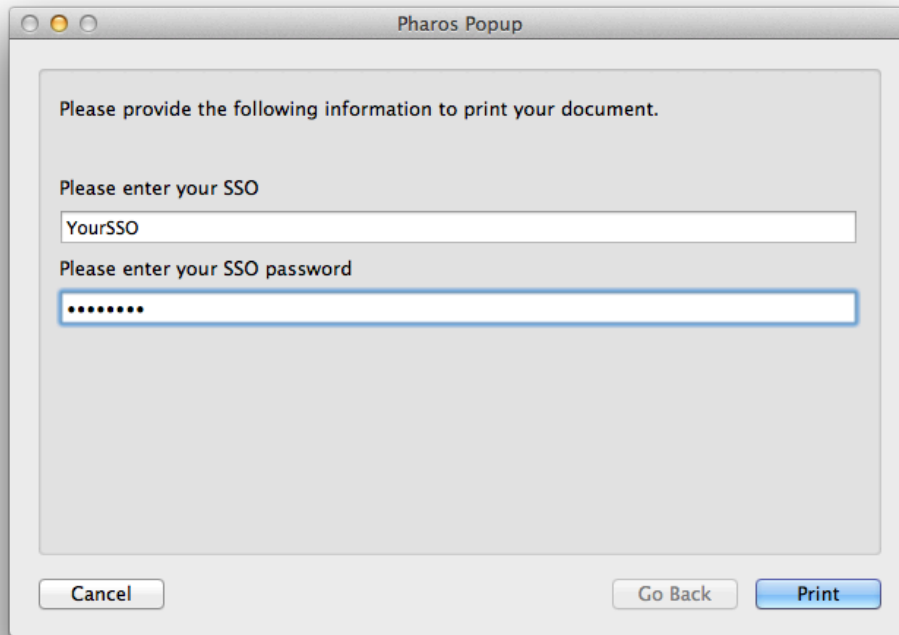 Pharos Popup
Please provide the following information to print your document.
Please enter your SSO
YourSSO
Please enter your SSO password
••••••••
Cancel
Go Back
Print